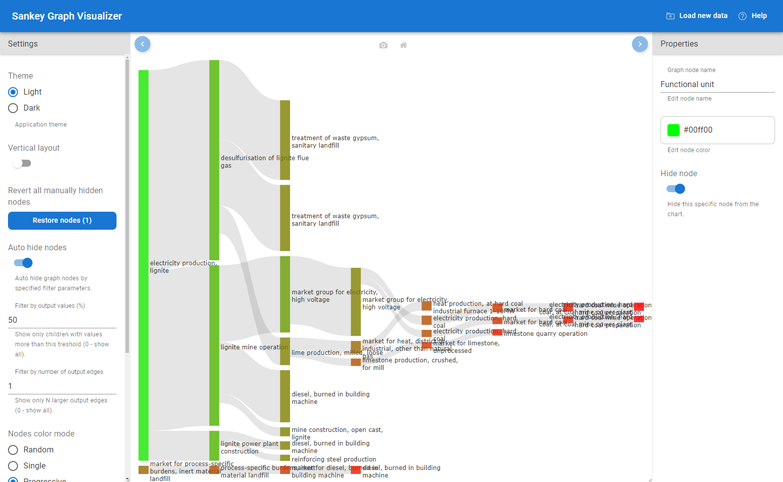 Sankey Graph Visualizer
Load new data
Help
Settings
Theme
Light
Dark
Application theme
Vertical layout
Revert all manually hidden
nodes
Restore nodes (1)
Auto hide nodes
Auto hide graph nodes by
specified filter parameters.
Filter by output values (%)
50
Show only children with values
more than this treshold (0 - show
all).
Filter by number of output edges
1
Show only N larger output edges
(0 - show all).
Nodes color mode
Random
Single
Progressive
electricity production,
lignite
desulfurisation of lignite flue
gas
lignite mine operation
lignite power plant
construction
market for process-specific
burdens, inert material
landfill
treatment of waste gypsum,
sanitary landfill
treatment of waste gypsum,
sanitary landfill
market group for electricity,
high voltage
lime production, milled, loose
diesel, burned in building
machine
mine construction, open cast,
lignite
diesel, burned in building
machine
reinforcing steel production
process-specific burdens,
material landfill
market for diesel, burned in
building machine
diesel, burned in building
machine
market group for electricity,
high voltage
market for heat, district
industrial, other than natural
limestone production, crushed,
for mill
heat production, at hard coal
industrial furnace
electricity production, hard
coal
electricity production, hard
coal
market for limestone,
unprocessed
market for hard coal
market for hard coal
limestone quarry operation
Properties
Graph node name
Functional unit
Edit node name
#00ff00
Edit node color
Hide node
Hide this specific node from the
chart.